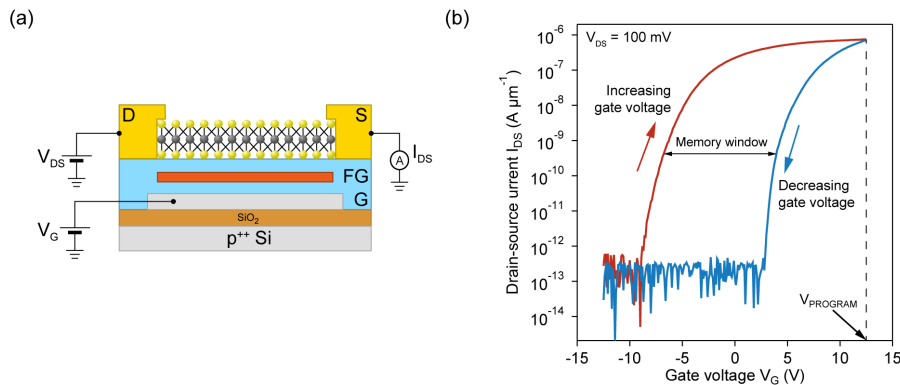 (a)
D
S
V_DS
FG
G
A
I_DS
V_G
SiO₂
p⁺⁺ Si
(b)
Drain-source current I_DS (A µm⁻¹)
10⁻⁶
10⁻⁷
10⁻⁸
10⁻⁹
10⁻¹⁰
10⁻¹¹
10⁻¹²
10⁻¹³
10⁻¹⁴
V_DS = 100 mV
Increasing
gate voltage
Memory window
Decreasing
gate voltage
V_PROGRAM
-15
-10
-5
0
5
10
15
Gate voltage V_G (V)